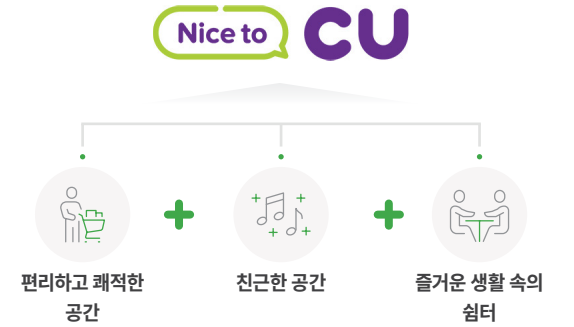 Nice to CU
편리하고 쾌적한
공간
친근한 공간
즐거운 생활 속의
쉼터